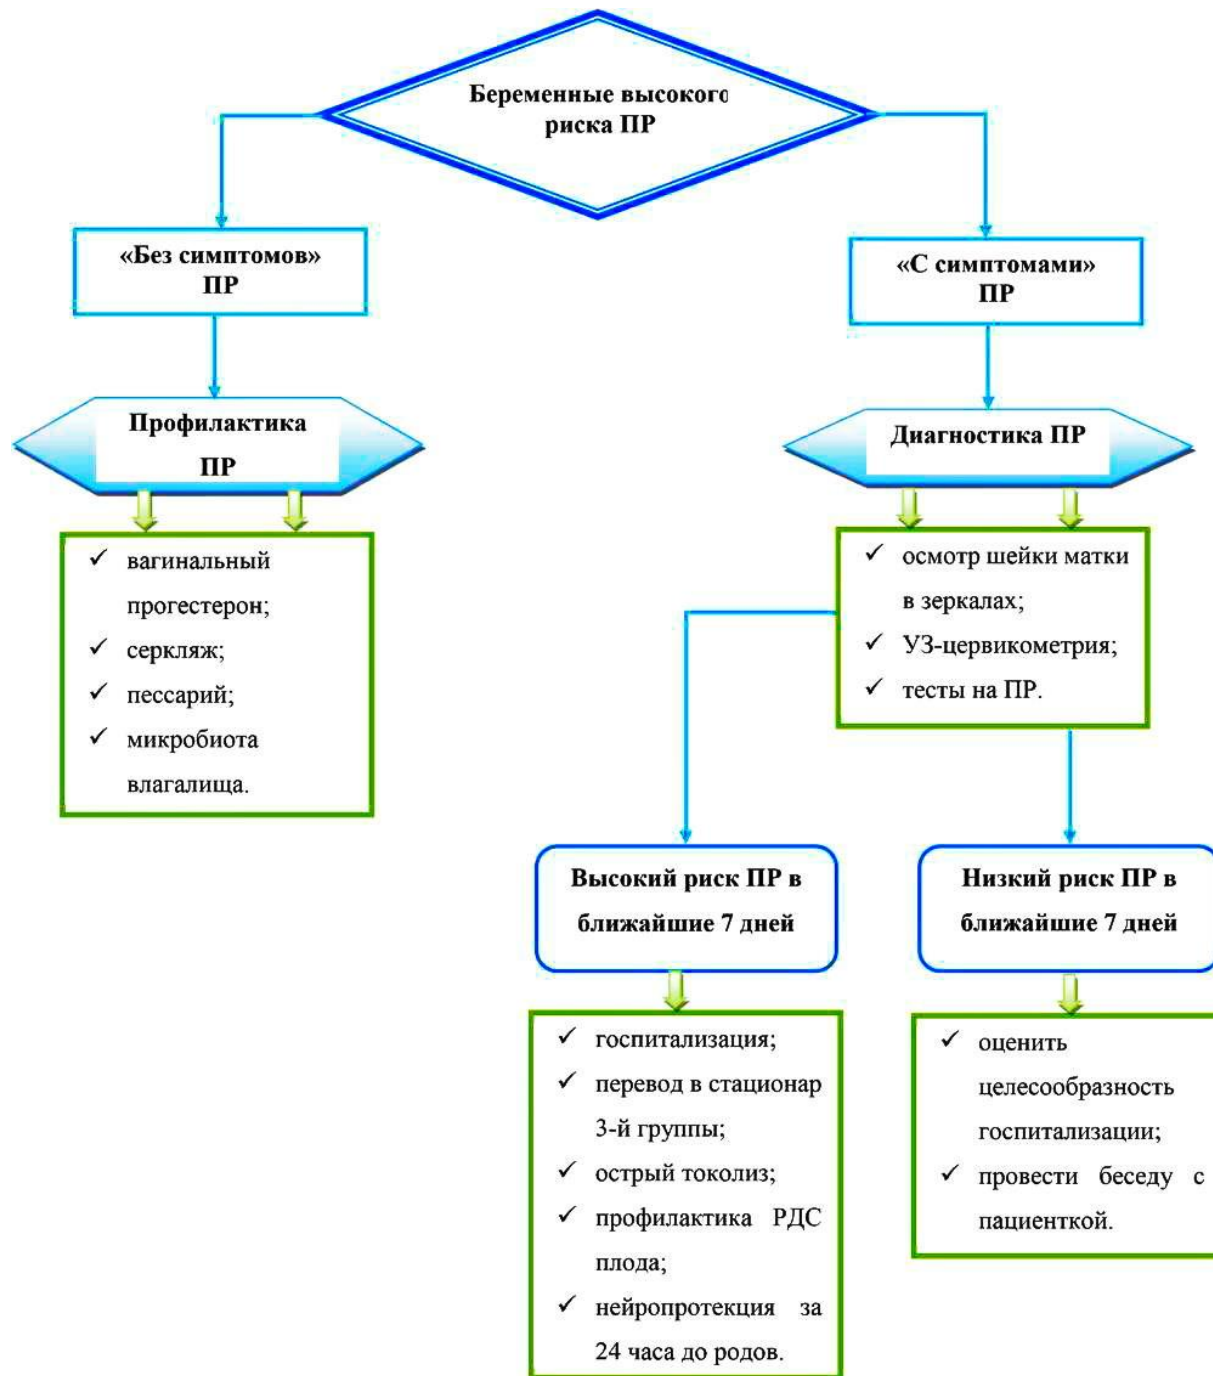 Беременные высокого
риска ПР
«Без симптомов»
ПР
«С симптомами»
ПР
Профилактика
ПР
Диагностика ПР
✓ вагинальный
прогестерон;
✓ серкляж;
✓ пессарий;
✓ микробиота
влагалища.
✓ осмотр шейки матки
в зеркалах;
✓ УЗ-цервикометрия;
✓ тесты на ПР.
Высокий риск ПР в
ближайшие 7 дней
Низкий риск ПР в
ближайшие 7 дней
✓ госпитализация;
✓ перевод в стационар
3-й группы;
✓ острый токолиз;
✓ профилактика РДС
плода;
✓ нейропротекция за
24 часа до родов.
✓ оценить
целесообразность
госпитализации;
✓ провести беседу с
пациенткой.